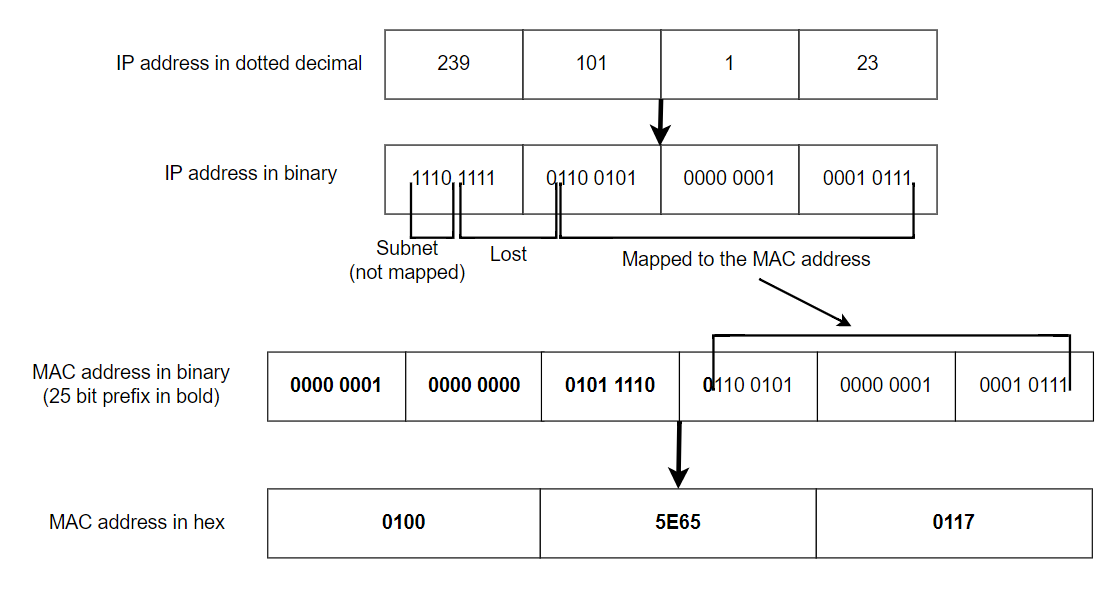 IP address in dotted decimal 239 101 1 23
IP address in binary 1110 1111 0110 0101 0000 0001 0001 0111
Subnet
(not mapped)
Lost
Mapped to the MAC address
MAC address in binary
(25 bit prefix in bold)
0000 0001 0000 0000 0101 1110 0110 0101 0000 0001 0001 0111
MAC address in hex 0100 5E65 0117